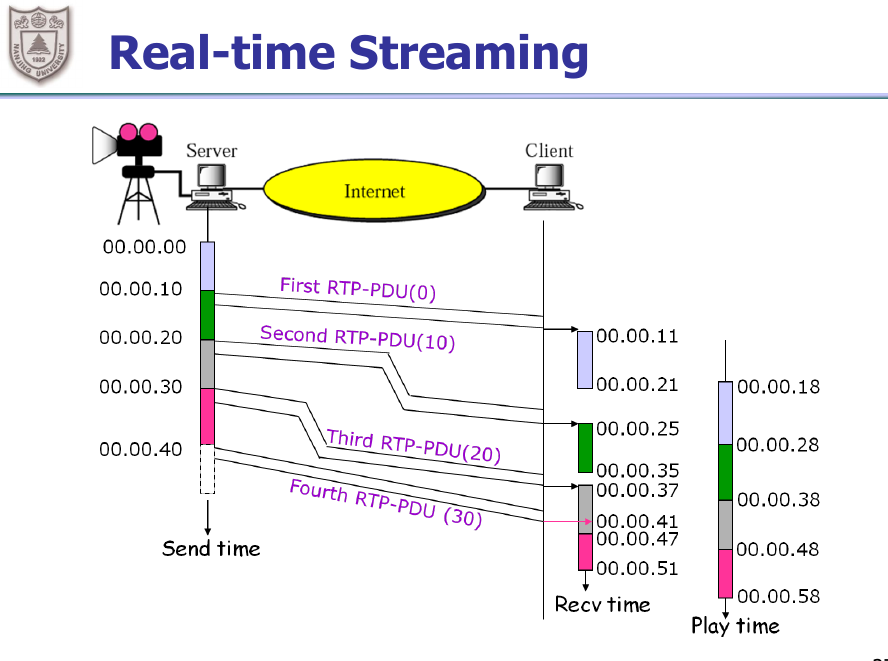 Real-time Streaming
NANJING UNIVERSITY
1902
Server
Client
Internet
00.00.00
00.00.10
00.00.20
00.00.30
00.00.40
Send time
First RTP-PDU(0)
Second RTP-PDU(10)
Third RTP-PDU(20)
Fourth RTP-PDU (30)
00.00.11
00.00.21
00.00.25
00.00.35
00.00.37
00.00.41
00.00.47
00.00.51
Recv time
00.00.18
00.00.28
00.00.38
00.00.48
00.00.58
Play time